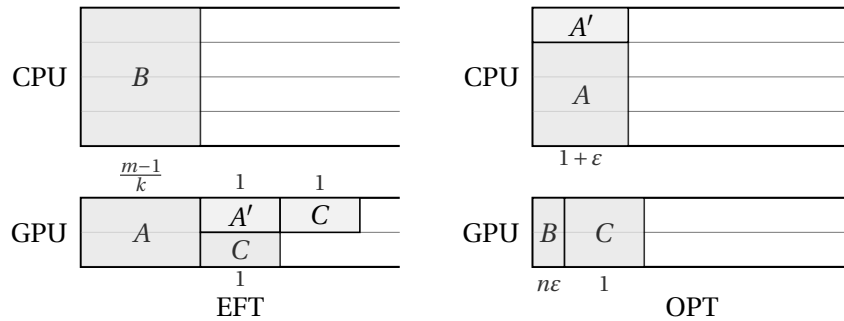 A′
CPU B CPU A
(m−1)/k 1 1 1+ε
GPU A A′ C GPU B C
C
1 nε 1
EFT OPT